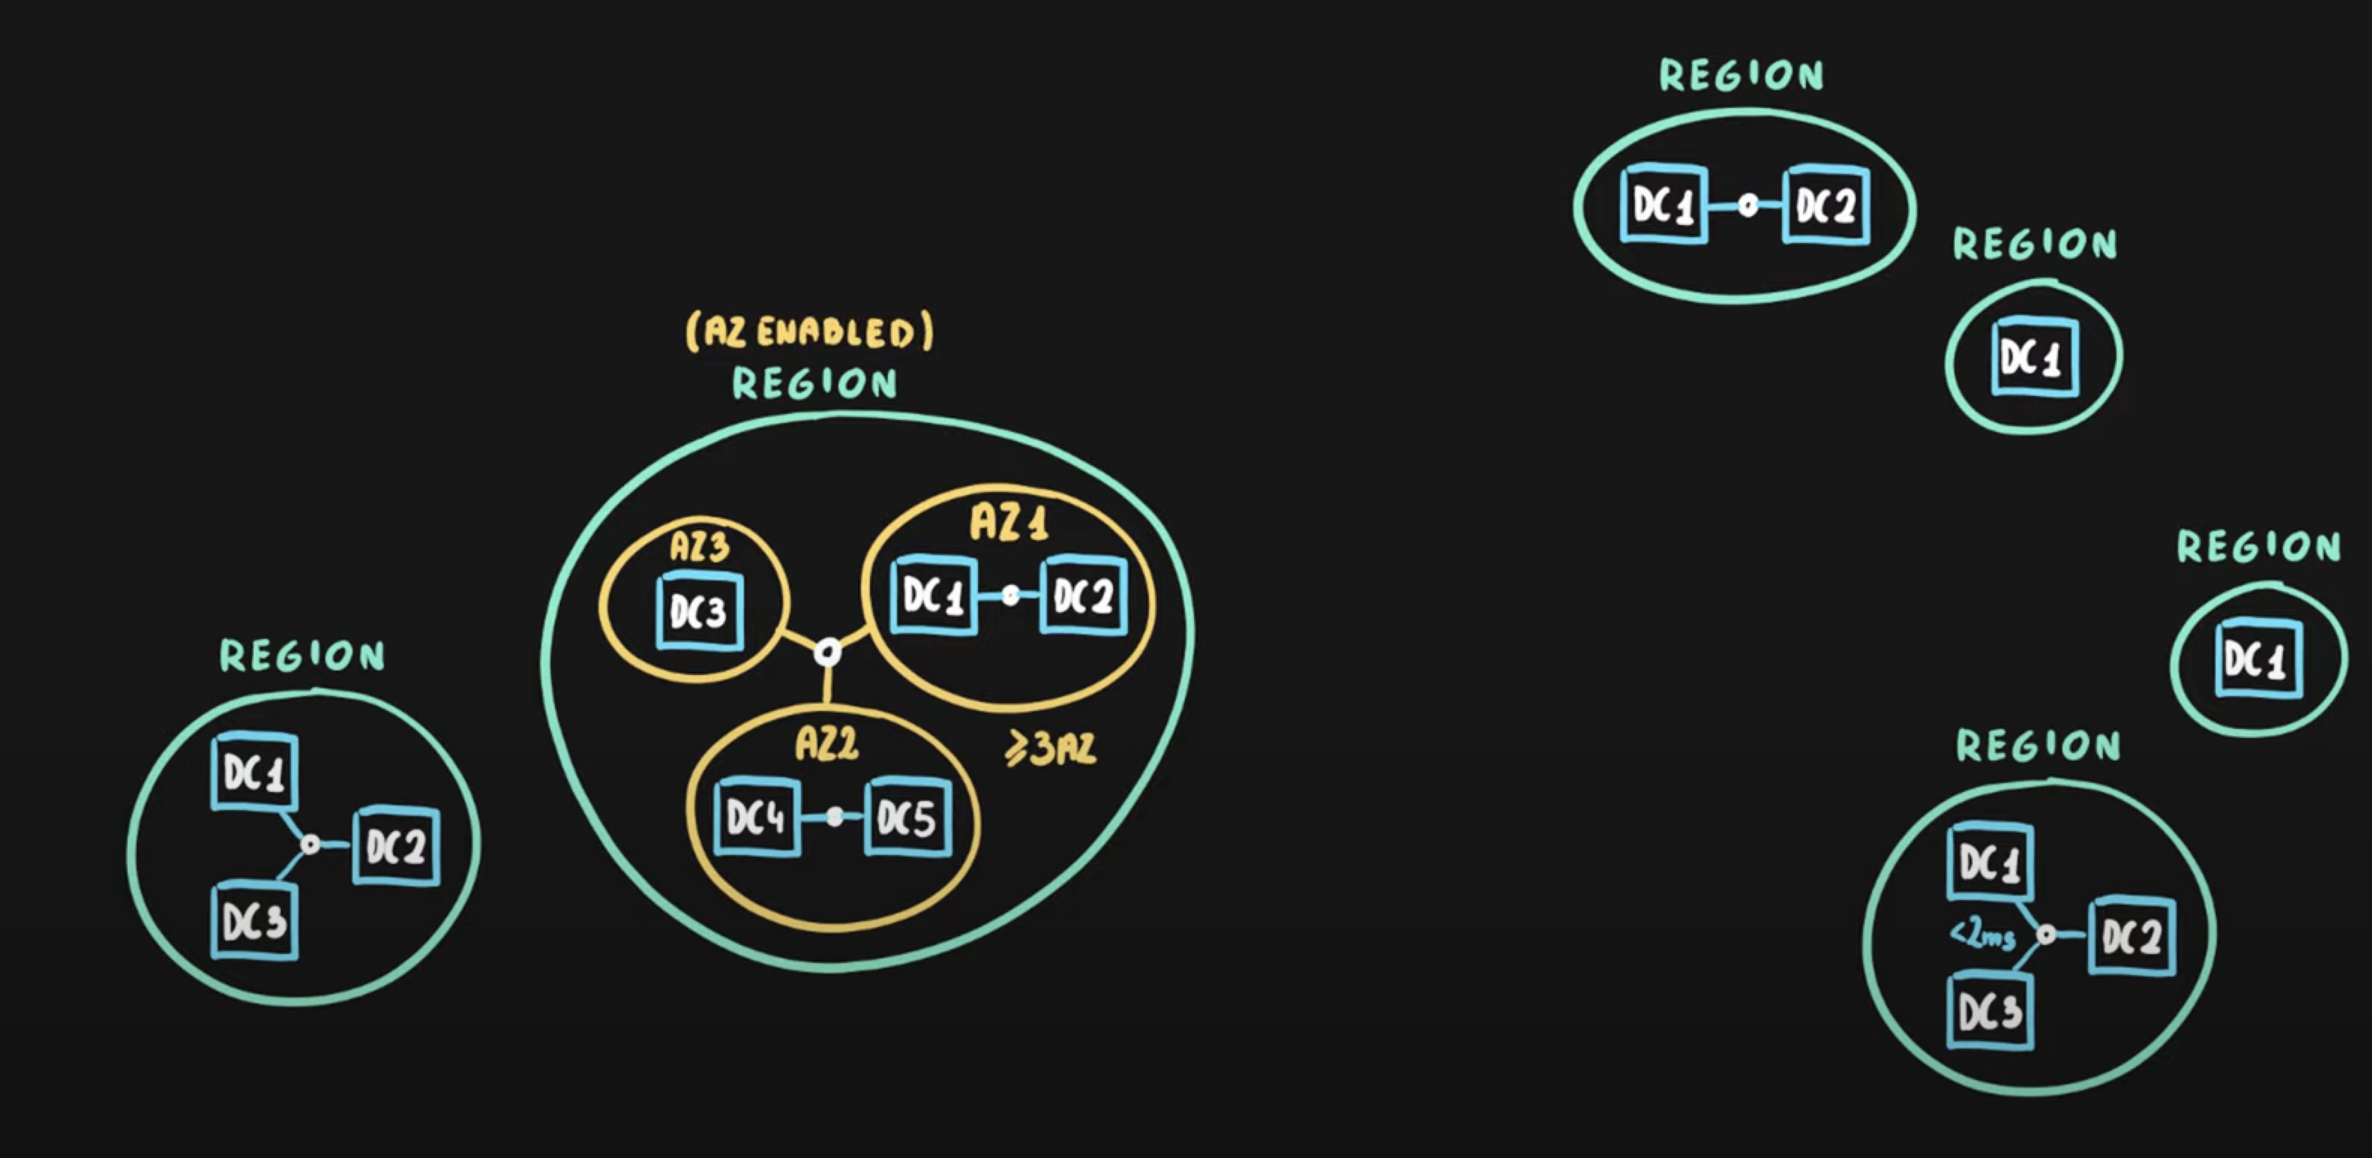 REGION
DC1
DC2
REGION
DC1
(AZ ENABLED)
REGION
AZ3
DC3
AZ1
DC1
DC2
≥3AZ
AZ2
DC4
DC5
REGION
DC1
DC2
DC3
REGION
DC1
REGION
DC1
<2ms
DC2
DC3